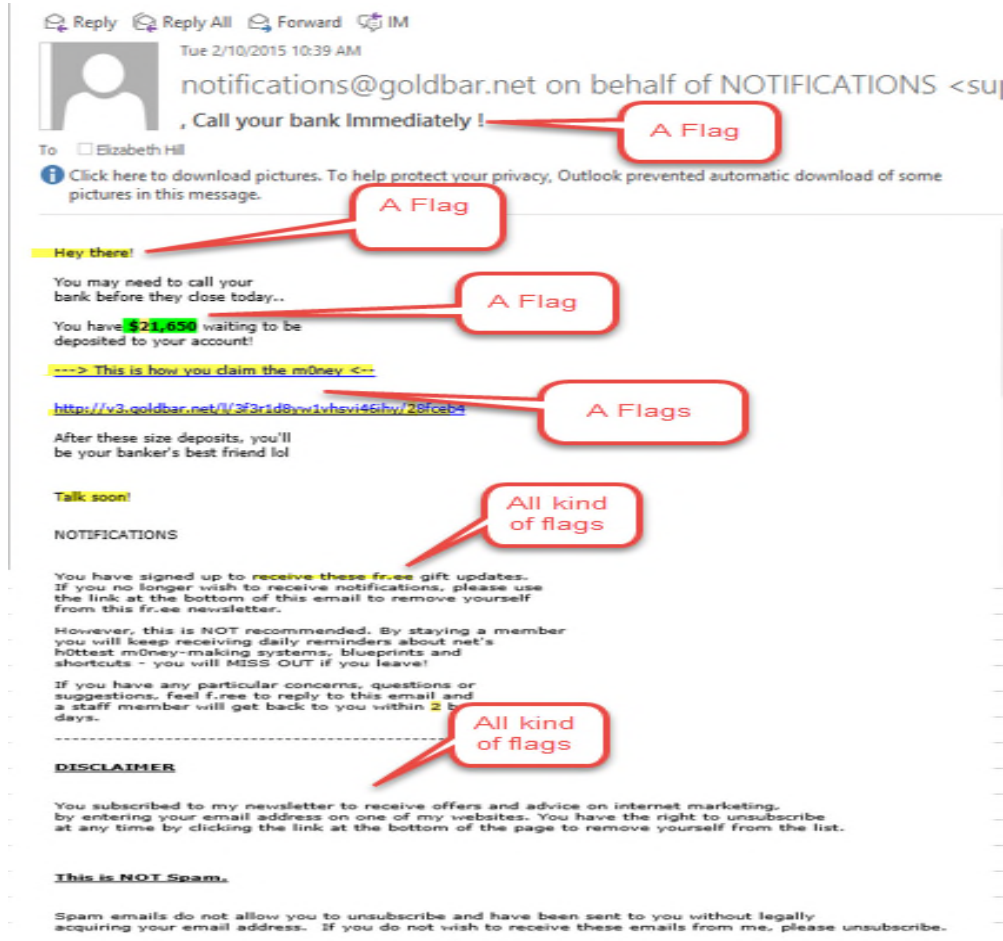 Reply Reply All Forward IM
Tue 2/10/2015 10:39 AM
notifications@goldbar.net on behalf of NOTIFICATIONS <sup
, Call your bank Immediately !
A Flag
To Elizabeth Hill
Click here to download pictures. To help protect your privacy, Outlook prevented automatic download of some
pictures in this message.
A Flag
Hey there!
You may need to call your
bank before they close today..
A Flag
You have $21,650 waiting to be
deposited to your account!
---> This is how you claim the m0ney <--
http://v3.goldbar.net/l/3f3r1d8yw1vhsvi46ihy/28fceb4
A Flags
After these size deposits, you'll
be your banker's best friend lol
Talk soon!
All kind
of flags
NOTIFICATIONS
You have signed up to receive these fr.ee gift updates.
If you no longer wish to receive notifications, please use
the link at the bottom of this email to remove yourself
from this fr.ee newsletter.
However, this is NOT recommended. By staying a member
you will keep receiving daily reminders about net's
h0ttest m0ney-making systems, blueprints and
shortcuts - you will MISS OUT if you leave!
If you have any particular concerns, questions or
suggestions, feel f.ree to reply to this email and
a staff member will get back to you within 2 b
days.
All kind
of flags
DISCLAIMER
You subscribed to my newsletter to receive offers and advice on internet marketing,
by entering your email address on one of my websites. You have the right to unsubscribe
at any time by clicking the link at the bottom of the page to remove yourself from the list.
This is NOT Spam.
Spam emails do not allow you to unsubscribe and have been sent to you without legally
acquiring your email address. If you do not wish to receive these emails from me, please unsubscribe.